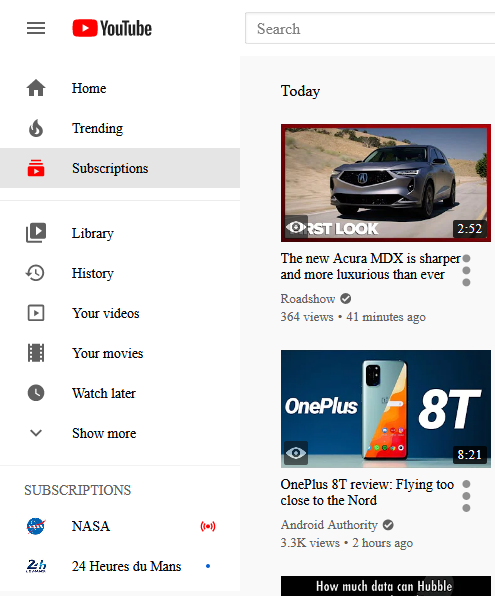 YouTube
Search
Home
Trending
Subscriptions
Library
History
Your videos
Your movies
Watch later
Show more
SUBSCRIPTIONS
NASA
24 Heures du Mans
Today
RST LOOK
2:52
The new Acura MDX is sharper
and more luxurious than ever
Roadshow
364 views • 41 minutes ago
OnePlus 8T
8:21
OnePlus 8T review: Flying too
close to the Nord
Android Authority
3.3K views • 2 hours ago
How much data can Hubble